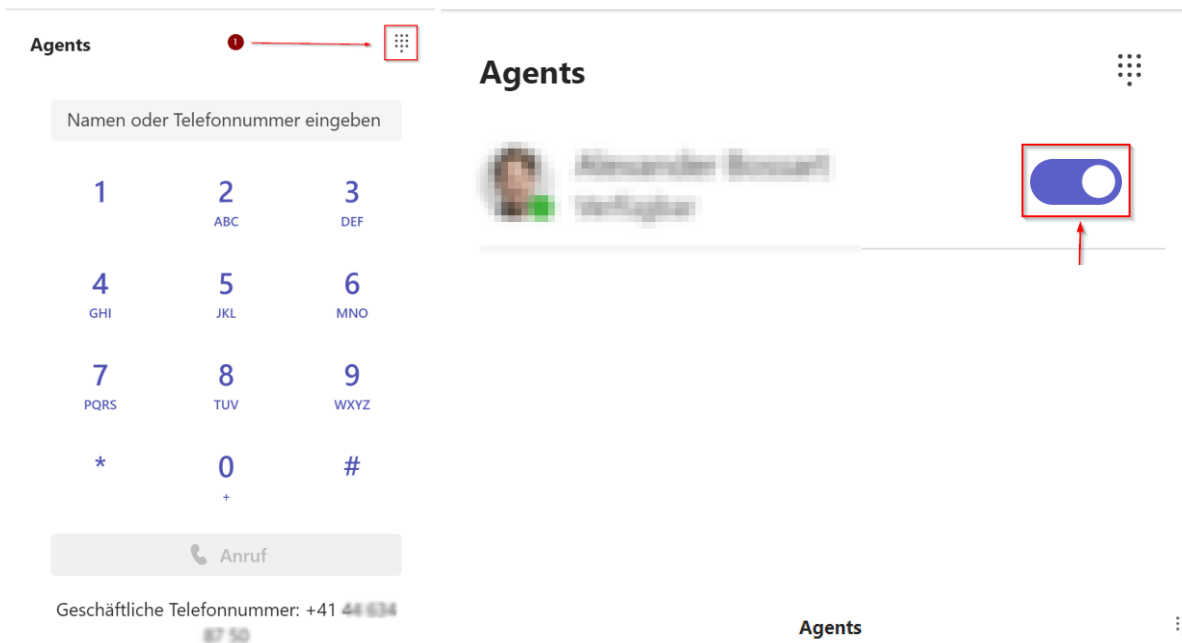 Agents
1
Namen oder Telefonnummer eingeben
1 2 3
ABC DEF
4 5 6
GHI JKL MNO
7 8 9
PQRS TUV WXYZ
* 0 #
+
Anruf
Geschäftliche Telefonnummer: +41
Agents
Agents